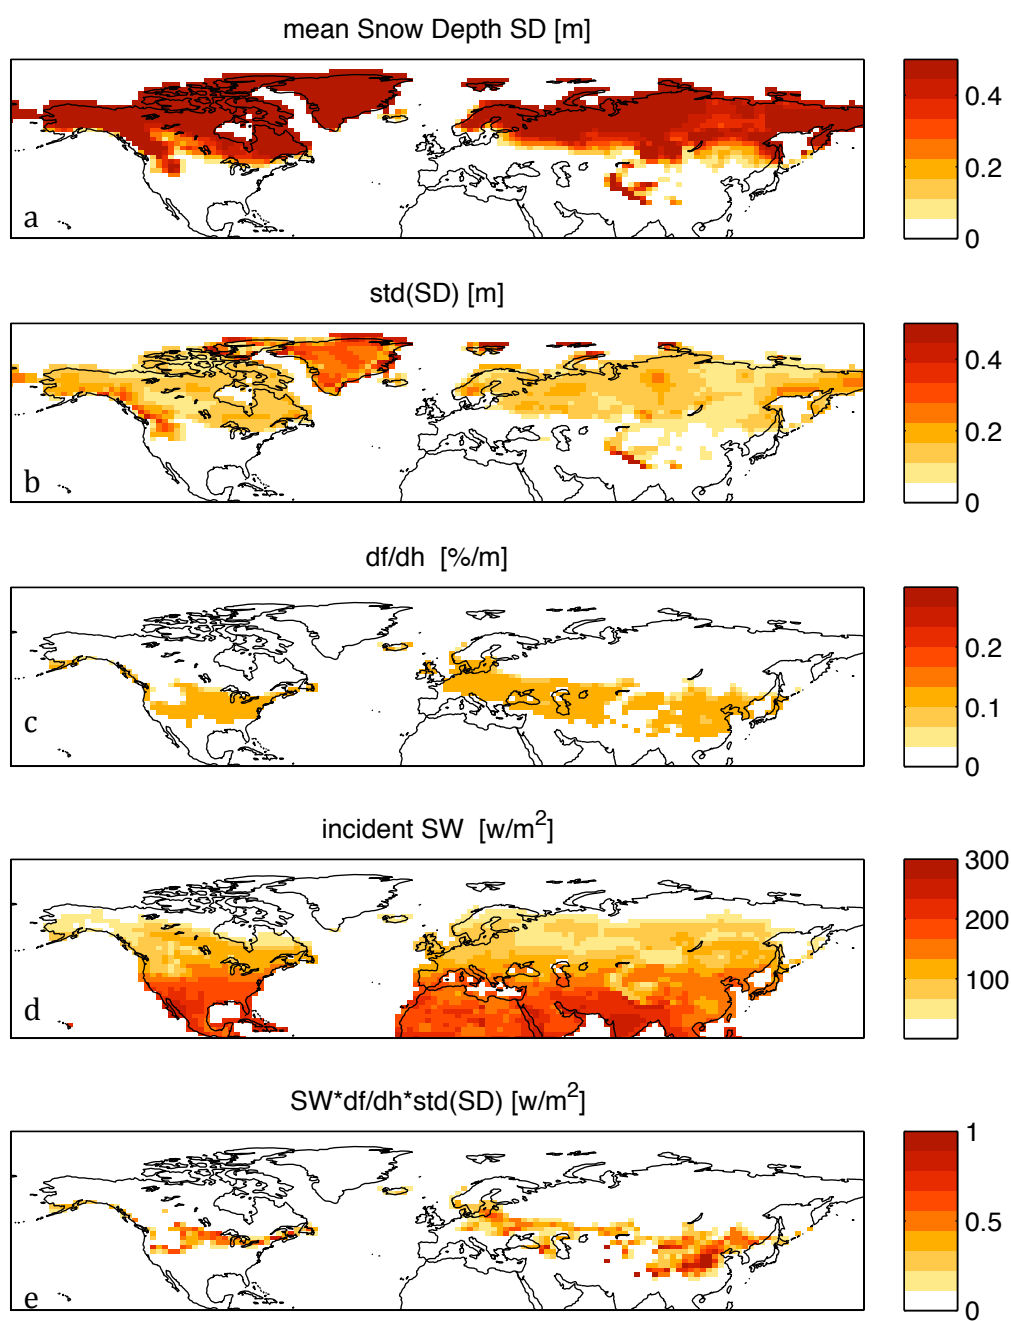 mean Snow Depth SD [m]
a
0.4
0.2
0
std(SD) [m]
b
0.4
0.2
0
df/dh [%/m]
c
0.2
0.1
0
incident SW [w/m²]
d
300
200
100
SW*df/dh*std(SD) [w/m²]
e
1
0.5
0